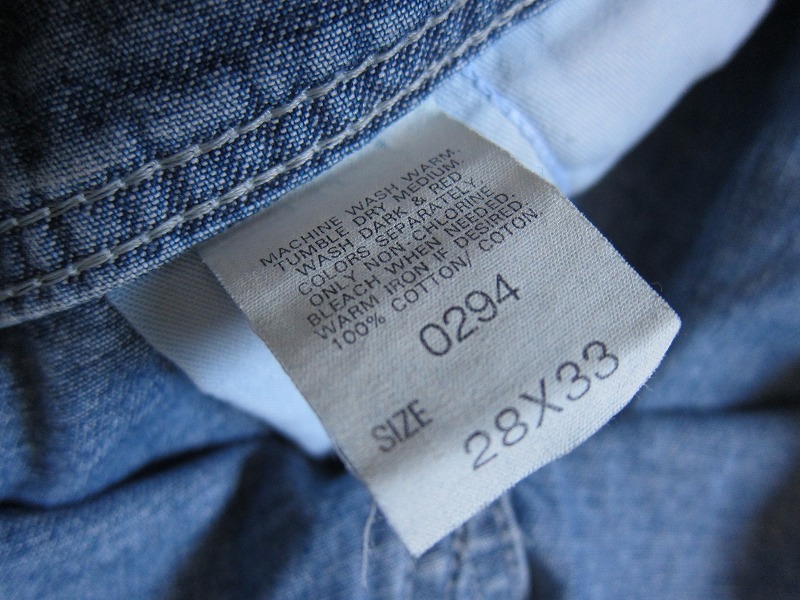 MACHINE WASH WARM.
TUMBLE DRY MEDIUM.
WASH DARK & RED
COLORS SEPARATELY
ONLY NON-CHLORINE
BLEACH WHEN NEEDED
WARM IRON IF DESIRED.
100% COTTON/ COTON.
0294
SIZE 28X33